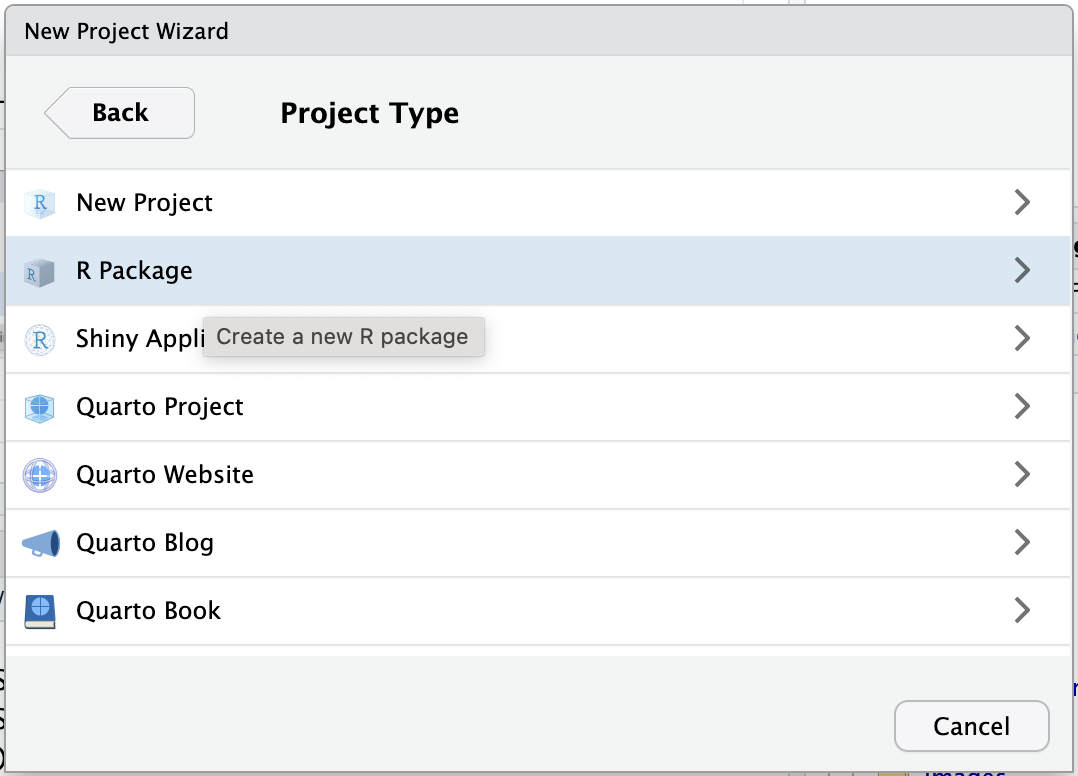 New Project Wizard
Back
Project Type
R New Project
R R Package
R Shiny Appli
Create a new R package
Quarto Project
Quarto Website
Quarto Blog
Quarto Book
Cancel